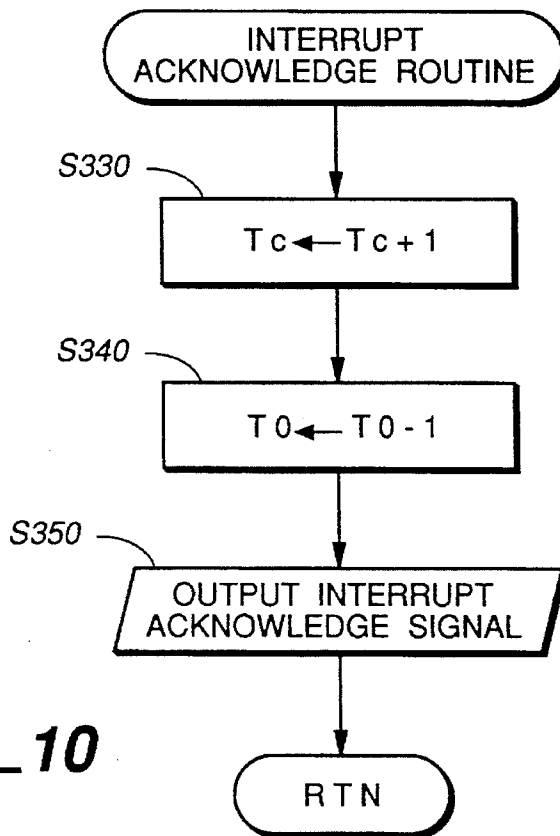 INTERRUPT
ACKNOWLEDGE ROUTINE
S330
Tc ← Tc + 1
S340
T0 ← T0 - 1
S350
OUTPUT INTERRUPT
ACKNOWLEDGE SIGNAL
10
RTN